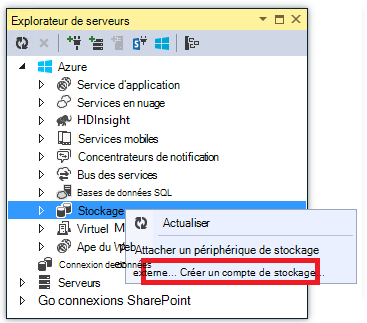 Explorateur de serveurs
Azure
Service d'application
Services en nuage
HDInsight
Services mobiles
Concentrateurs de notification
Bus des services
Bases de données SQL
Stockage
Actualiser
Virtuel M
Ape du Web
Attacher un périphérique de stockage
externe... Créer un compte de stockage...
Connexion de données
Serveurs
Go connexions SharePoint